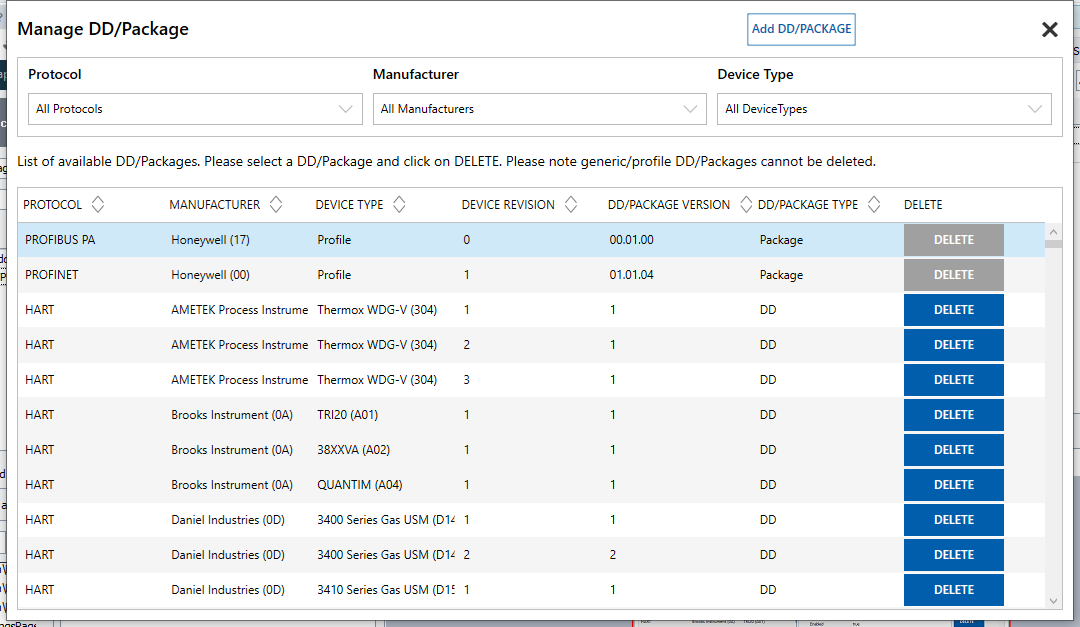 Manage DD/Package
Add DD/PACKAGE
Protocol Manufacturer Device Type
All Protocols All Manufacturers All DeviceTypes
List of available DD/Packages. Please select a DD/Package and click on DELETE. Please note generic/profile DD/Packages cannot be deleted.
PROTOCOL MANUFACTURER DEVICE TYPE DEVICE REVISION DD/PACKAGE VERSION DD/PACKAGE TYPE DELETE
PROFIBUS PA Honeywell (17) Profile 0 00.01.00 Package DELETE
PROFINET Honeywell (00) Profile 1 01.01.04 Package DELETE
HART AMETEK Process Instrume Thermox WDG-V (304) 1 1 DD DELETE
HART AMETEK Process Instrume Thermox WDG-V (304) 2 1 DD DELETE
HART AMETEK Process Instrume Thermox WDG-V (304) 3 1 DD DELETE
HART Brooks Instrument (0A) TRI20 (A01) 1 1 DD DELETE
HART Brooks Instrument (0A) 38XXVA (A02) 1 1 DD DELETE
HART Brooks Instrument (0A) QUANTIM (A04) 1 1 DD DELETE
HART Daniel Industries (0D) 3400 Series Gas USM (D14 1 1 DD DELETE
HART Daniel Industries (0D) 3400 Series Gas USM (D14 2 2 DD DELETE
HART Daniel Industries (0D) 3410 Series Gas USM (D15 1 1 DD DELETE